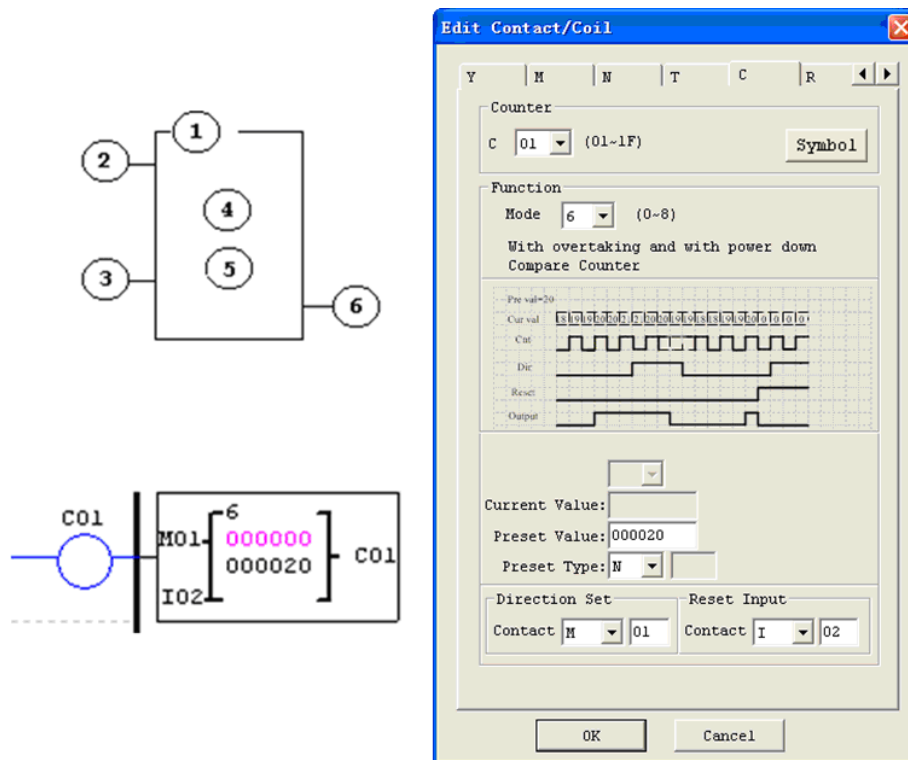 1
2
3
4
5
6
C01
M01
6
000000
000020
I02
C01
Edit Contact/Coil
Y M N T C R
Counter
C 01 (01~1F)
Symbol
Function
Mode 6 (0~8)
With overtaking and with power down
Compare Counter
Pre val=20
Cur val
Cnt
Dir
Reset
Output
Current Value:
Preset Value: 000020
Preset Type: N
Direction Set
Contact M 01
Reset Input
Contact I 02
OK
Cancel